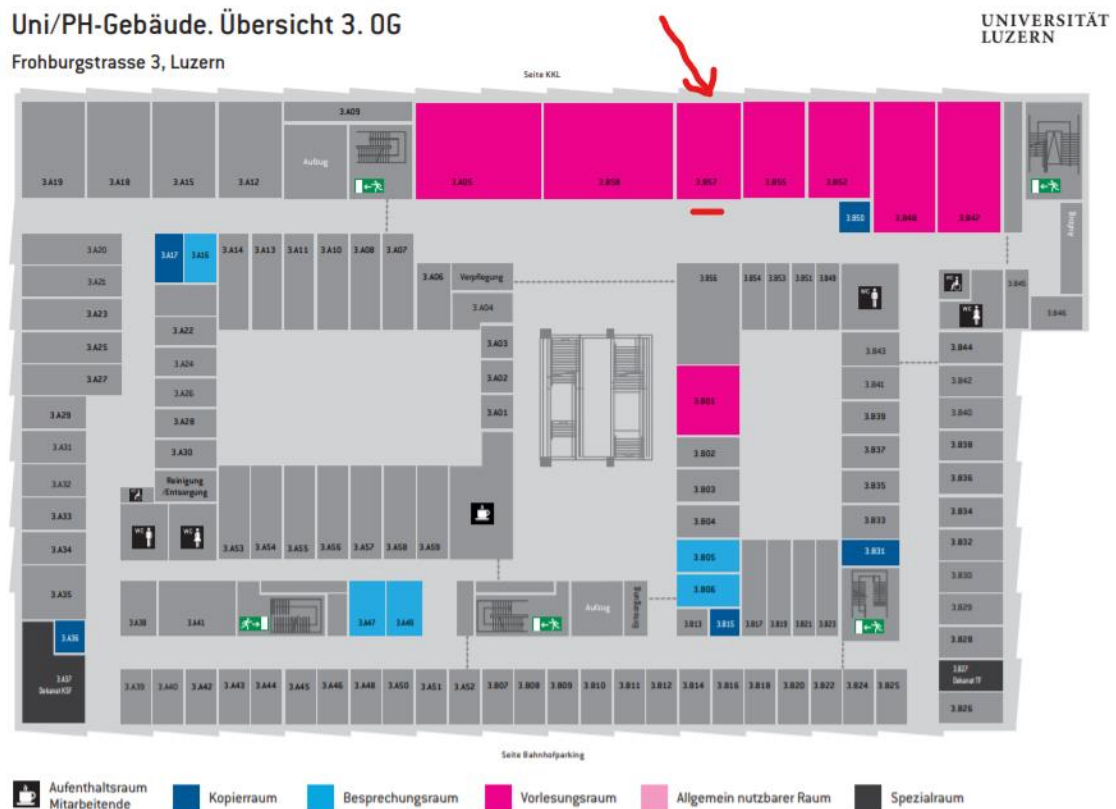 Uni/PH-Gebäude. Übersicht 3. OG
UNIVERSITÄT
LUZERN
Frohburgstrasse 3, Luzern
Seite KKL
3.A09
Aufzug
3.A19 3.A18 3.A15 3.A12 3.A05 3.B58 3.B57 3.B55 3.B52 3.B48 3.B47
3.B50
Aufzug
3.A20 3.A17 3.A16 3.A14 3.A13 3.A11 3.A10 3.A08 3.A07
3.A06 Verpflegung 3.B56 3.B54 3.B53 3.B51 3.B49 WC WC 3.B45
3.A21
3.A04
3.A23 WC 3.B46
3.A22
3.A03
3.A25 3.B43 3.B44
3.A24
3.A27 3.A02 3.B41 3.B42
3.A26
3.B01
3.A29 3.A28 3.A01 3.B39 3.B40
3.A31 3.A30 3.B02 3.B37 3.B38
3.A32 Reinigung
/Entsorgung
3.B03 3.B35 3.B36
WC
3.A33 WC WC 3.B04 3.B33 3.B34
3.A34 3.A53 3.A54 3.A55 3.A56 3.A57 3.A58 3.A59 3.B05 3.B31 3.B32
3.B30
3.A35 3.B06
3.B29
Aufzug
3.A38 3.A41 3.A47 3.A46 3.B13 3.B15 3.B17 3.B19 3.B21 3.B23
3.A36 3.B28
3.A37
Dekanat KSF
3.B27
Dekanat TF
3.A39 3.A40 3.A42 3.A43 3.A44 3.A45 3.A46 3.A48 3.A50 3.A51 3.A52 3.B07 3.B08 3.B09 3.B10 3.B11 3.B12 3.B14 3.B16 3.B18 3.B20 3.B22 3.B24 3.B25
3.B26
Seite Bahnhofparking
Aufenthaltsraum
Mitarbeitende
Kopierraum
Besprechungsraum
Vorlesungsraum
Allgemein nutzbarer Raum
Spezialraum